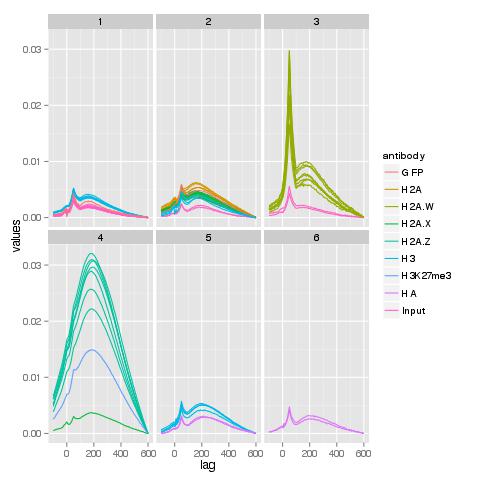 1 2 3
0.03
0.02
0.01
0.00
4 5 6
0.03
0.02
0.01
0.00
0 200 400 600 0 200 400 600 0 200 400 600
lag
values
antibody
GFP
H2A
H2A.W
H2A.X
H2A.Z
H3
H3K27me3
HA
Input